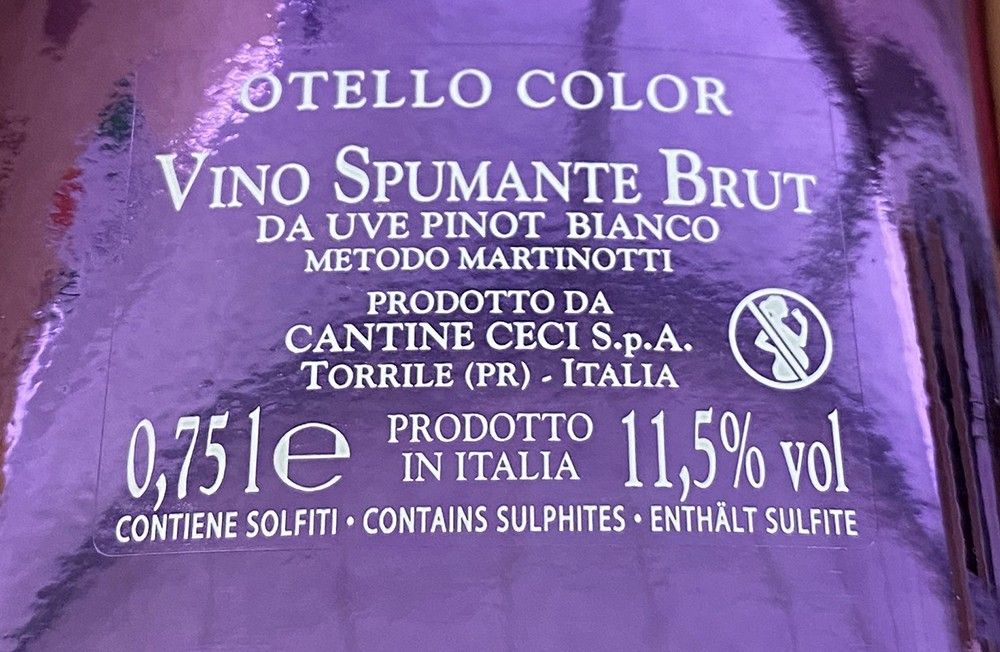 OTELLO COLOR
VINO SPUMANTE BRUT
DA UVE PINOT BIANCO
METODO MARTINOTTI
PRODOTTO DA
CANTINE CECI S.p.A.
TORRILE (PR) - ITALIA
0,75 l e PRODOTTO IN ITALIA 11,5% vol
CONTIENE SOLFITI • CONTAINS SULPHITES • ENTHÄLT SULFITE